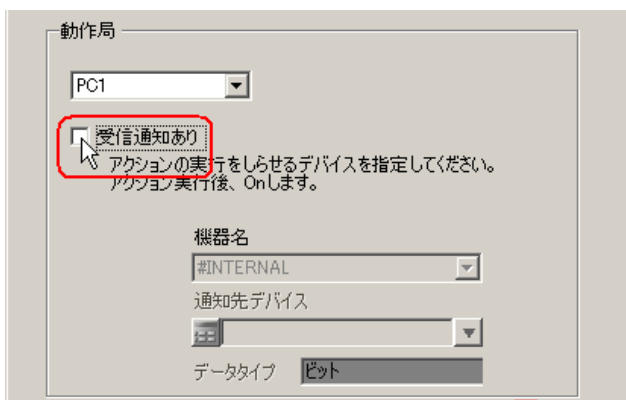 動作局
PC1
受信通知あり
アクションの実行をしらせるデバイスを指定してください。
アクション実行後、Onします。
機器名
#INTERNAL
通知先デバイス
データタイプ ビット